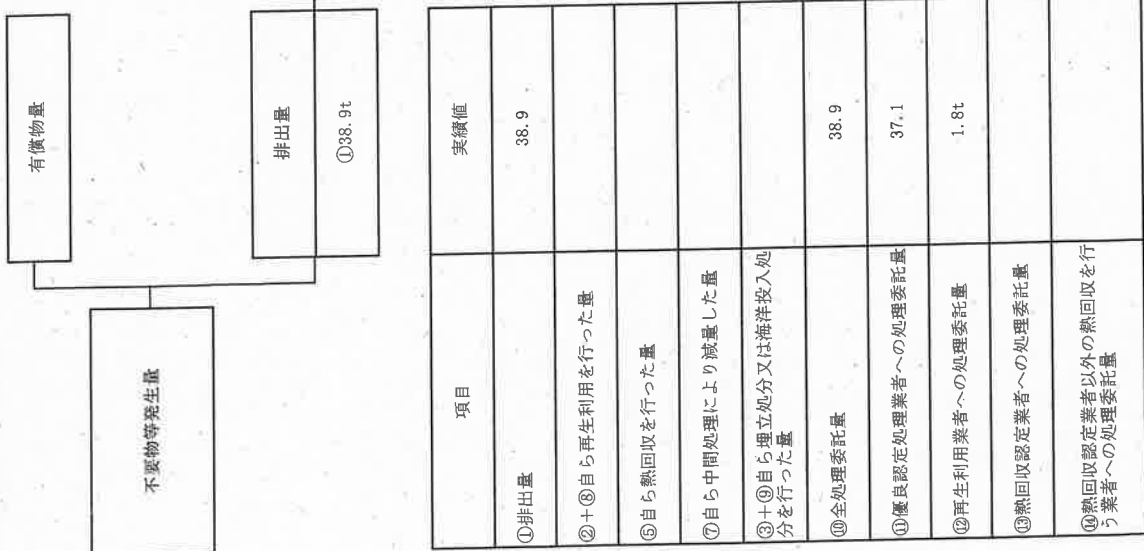 有償物量
不要物等発生量
排出量
①38.9t
項目
実績値
①排出量
38.9
②+⑧自ら再生利用を行った量
⑤自ら熱回収を行った量
⑦自ら中間処理により減量した量
③+⑨自ら埋立処分又は海洋投入処
分を行った量
⑩全処理委託量
38.9
⑪優良認定処理業者への処理委託量
37.1
⑫再生利用業者への処理委託量
1.8t
⑬熱回収認定業者への処理委託量
⑭熱回収認定業者以外の熱回収を行
う業者への処理委託量